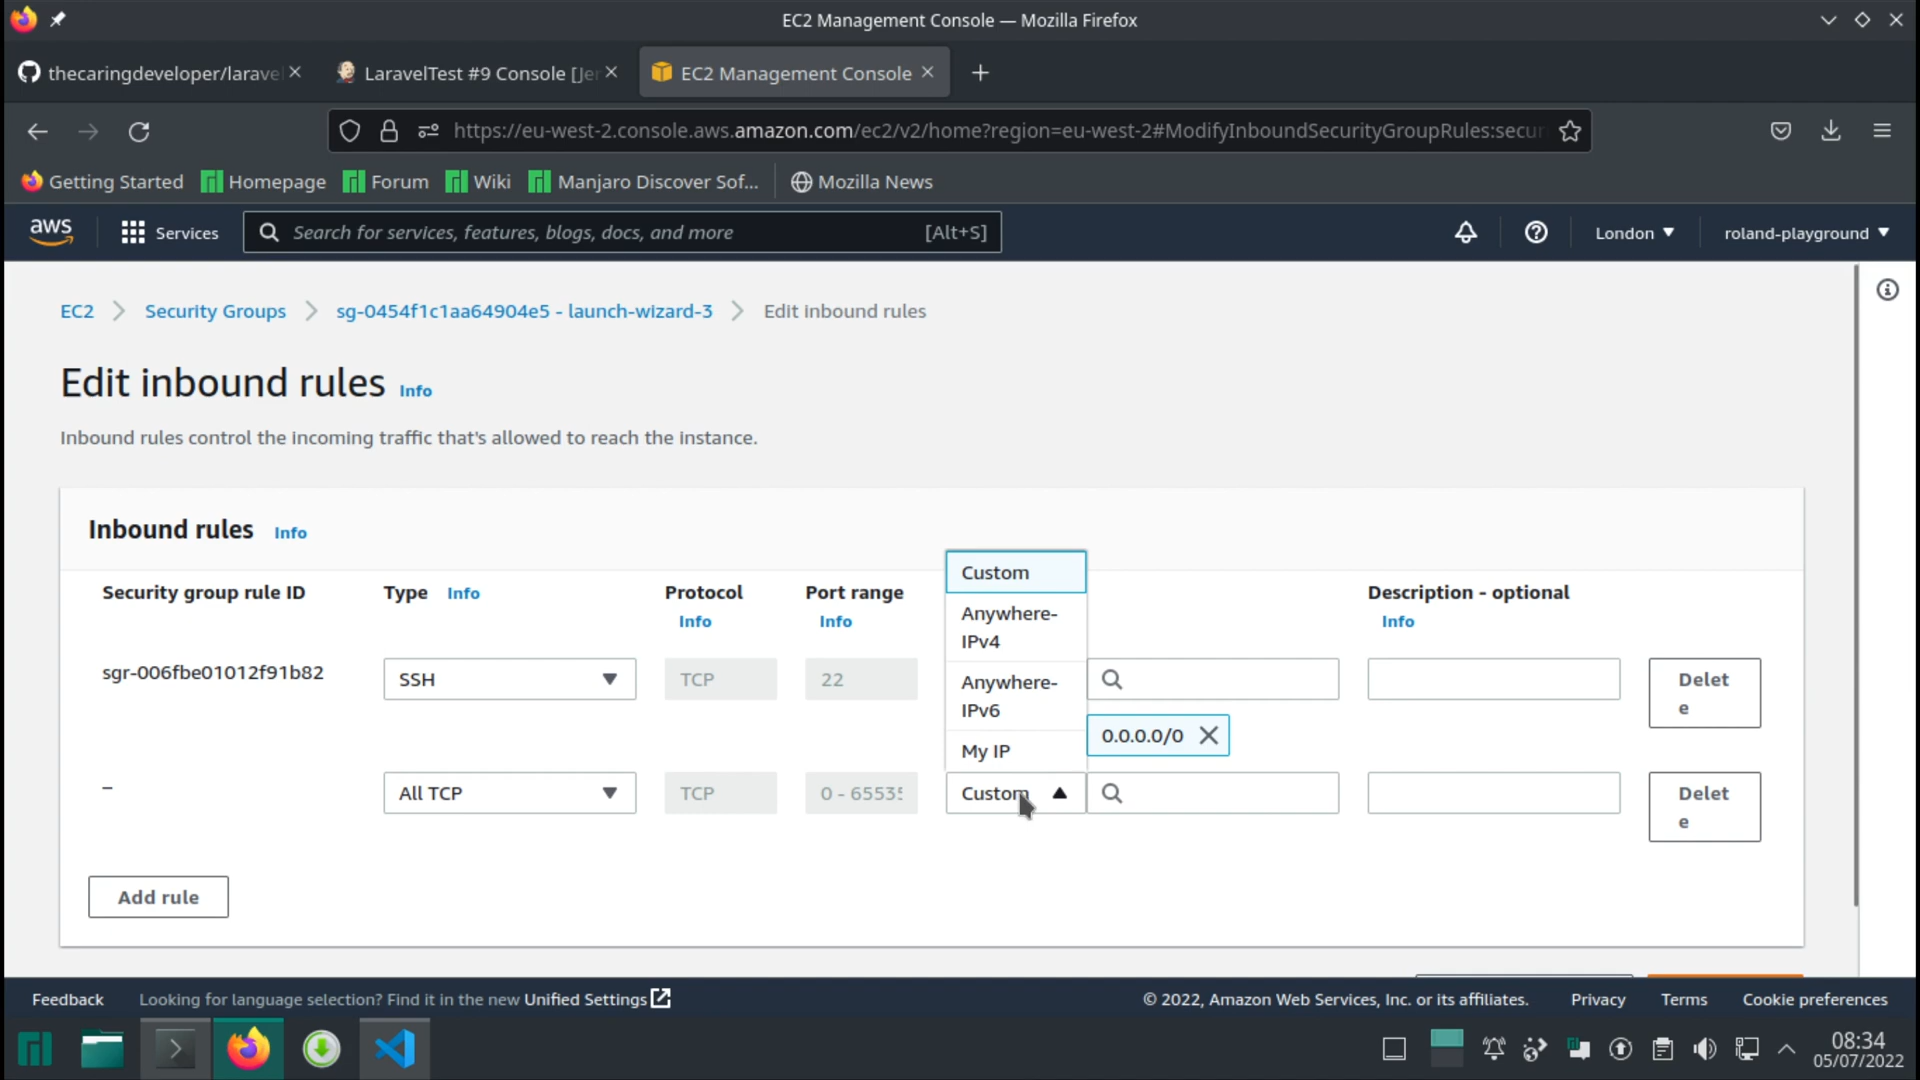 EC2 Management Console — Mozilla Firefox
thecaringdeveloper/larave
LaravelTest #9 Console [Jen
EC2 Management Console
https://eu-west-2.console.aws.amazon.com/ec2/v2/home?region=eu-west-2#ModifyInboundSecurityGroupRules:secur
Getting Started
Homepage
Forum
Wiki
Manjaro Discover Sof...
Mozilla News
aws
Services
Search for services, features, blogs, docs, and more
[Alt+S]
London
roland-playground
EC2
Security Groups
sg-0454f1c1aa64904e5 - launch-wizard-3
Edit inbound rules
Edit inbound rules Info
Inbound rules control the incoming traffic that's allowed to reach the instance.
Inbound rules Info
Security group rule ID
Type Info
Protocol
Info
Port range
Info
Description - optional
Info
Custom
Anywhere-
IPv4
Anywhere-
IPv6
My IP
sgr-006fbe01012f91b82
SSH
TCP
22
Delet
e
0.0.0.0/0
–
All TCP
TCP
0 - 65535
Custom
Delet
e
Add rule
Feedback
Looking for language selection? Find it in the new Unified Settings
© 2022, Amazon Web Services, Inc. or its affiliates.
Privacy
Terms
Cookie preferences
08:34
05/07/2022